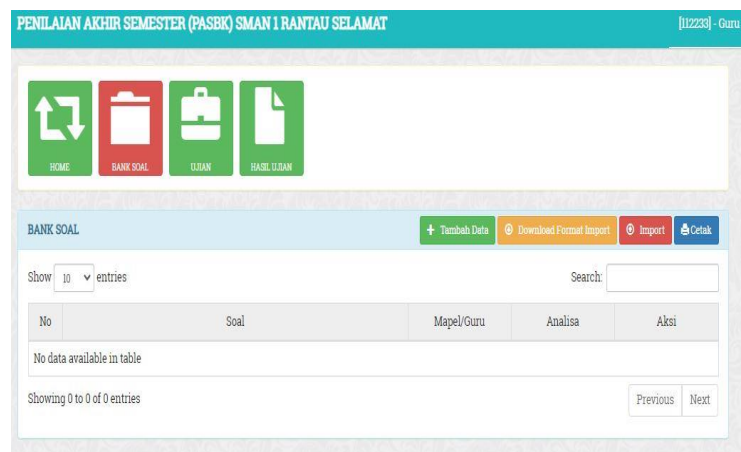 PENILAIAN AKHIR SEMESTER (PASBK) SMAN 1 RANTAU SELAMAT [112233] - Guru
HOME BANK SOAL UJIAN HASIL UJIAN
BANK SOAL Tambah Data Download Format Import Import Cetak
Show 10 entries Search:
No Soal Mapel/Guru Analisa Aksi
No data available in table
Showing 0 to 0 of 0 entries Previous Next